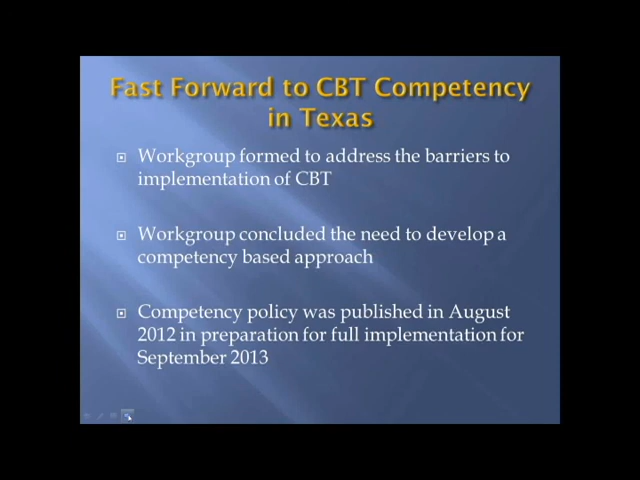 Fast Forward to CBT Competency
in Texas
Workgroup formed to address the barriers to
implementation of CBT
Workgroup concluded the need to develop a
competency based approach
Competency policy was published in August
2012 in preparation for full implementation for
September 2013